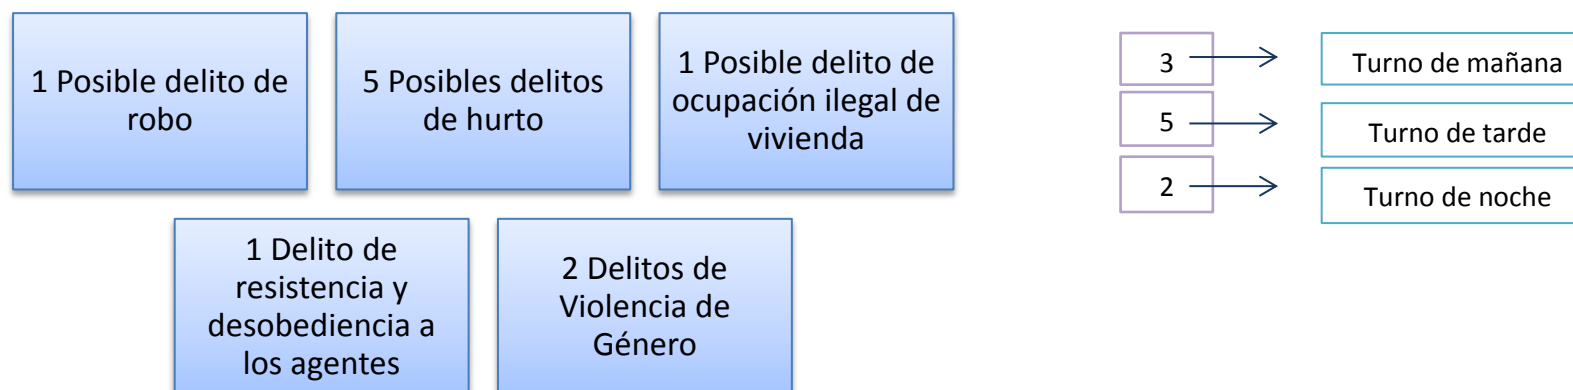 1 Posible delito de
robo
5 Posibles delitos
de hurto
1 Posible delito de
ocupación ilegal de
vivienda
1 Delito de
resistencia y
desobediencia a
los agentes
2 Delitos de
Violencia de
Género
3
Turno de mañana
5
Turno de tarde
2
Turno de noche